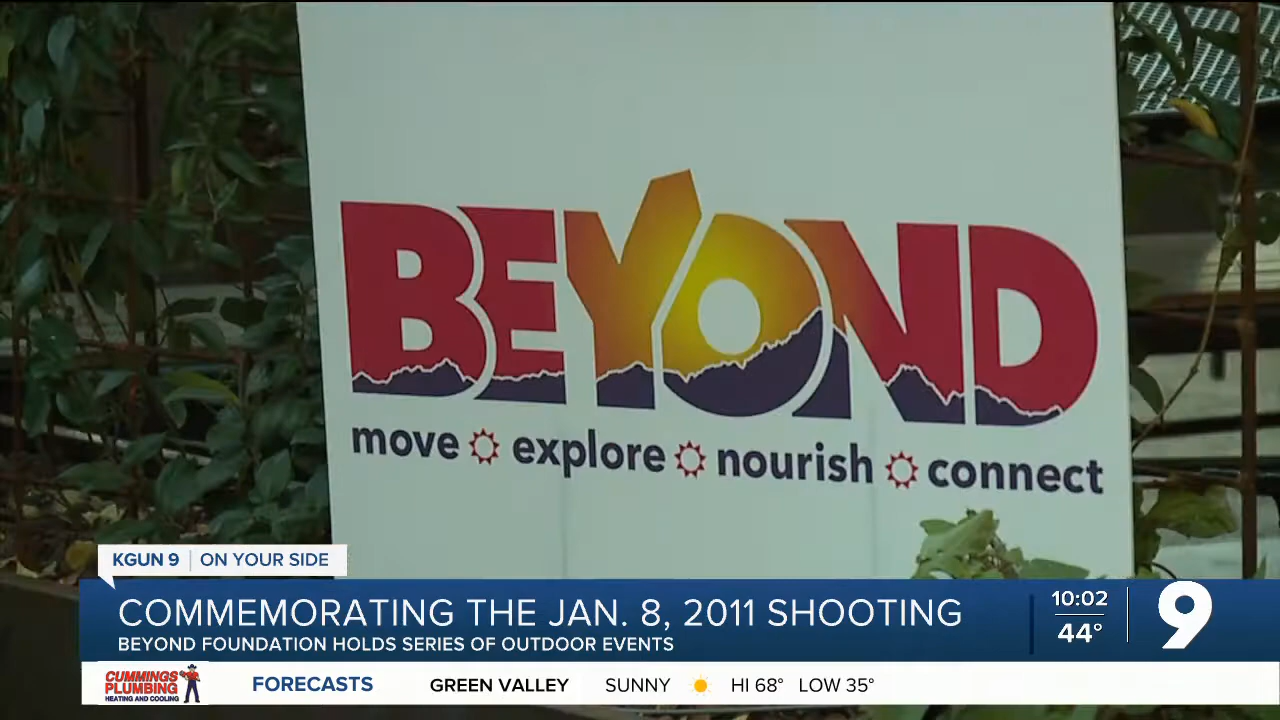 BEYOND
move explore nourish connect
KGUN 9 | ON YOUR SIDE
COMMEMORATING THE JAN. 8, 2011 SHOOTING
BEYOND FOUNDATION HOLDS SERIES OF OUTDOOR EVENTS
10:02
44°
9
CUMMINGS
PLUMBING
HEATING AND COOLING
FORECASTS GREEN VALLEY SUNNY HI 68° LOW 35°